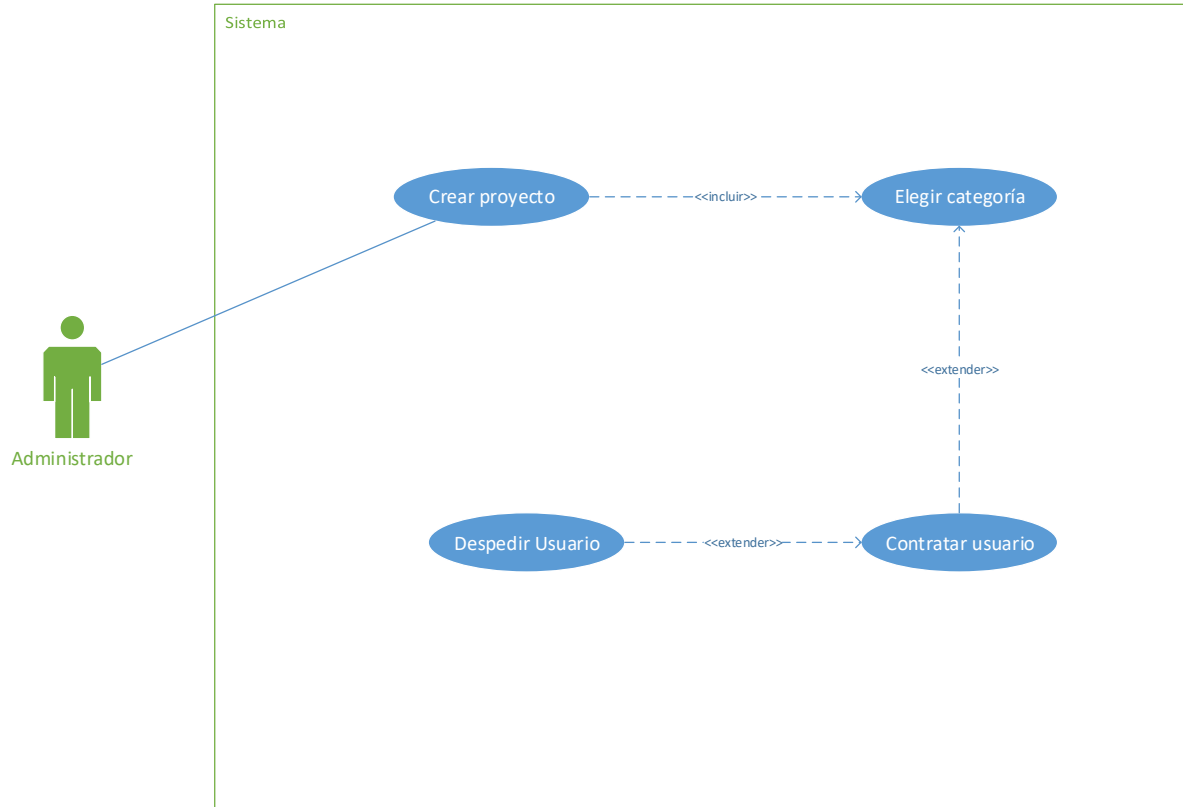 Sistema
Crear proyecto
<<incluir>>
Elegir categoría
<<extender>>
Administrador
Despedir Usuario
<<extender>>
Contratar usuario